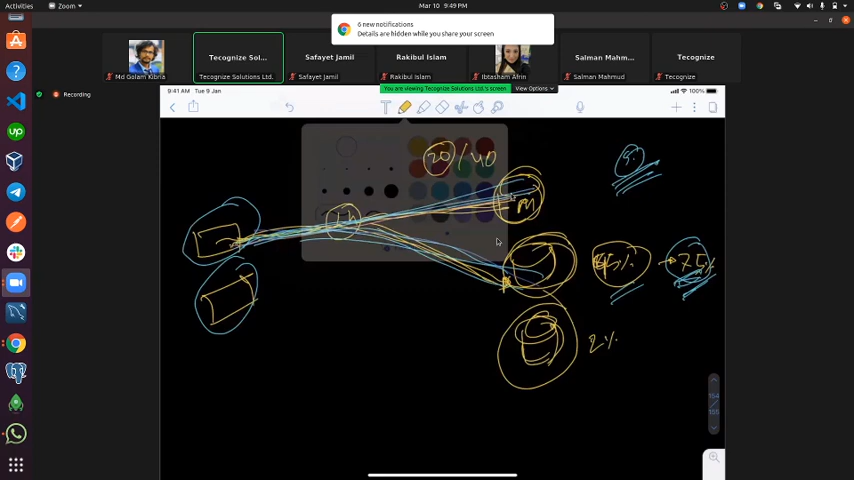 Activities
Zoom
Mar 10 9:49 PM
6 new notifications
Details are hidden while you share your screen
Md Golam Kibria
Tecognize Sol...
Tecognize Solutions Ltd.
Safayet Jamil
Safayet Jamil
Rakibul Islam
Rakibul Islam
Ibtasham Afrin
Salman Mahm...
Salman Mahmud
Tecognize
Tecognize
Recording
You are viewing Tecognize Solutions Ltd.'s screen
View Options
9:41 AM Tue 9 Jan
100%
T
20/40
m
75%
2%
154
155